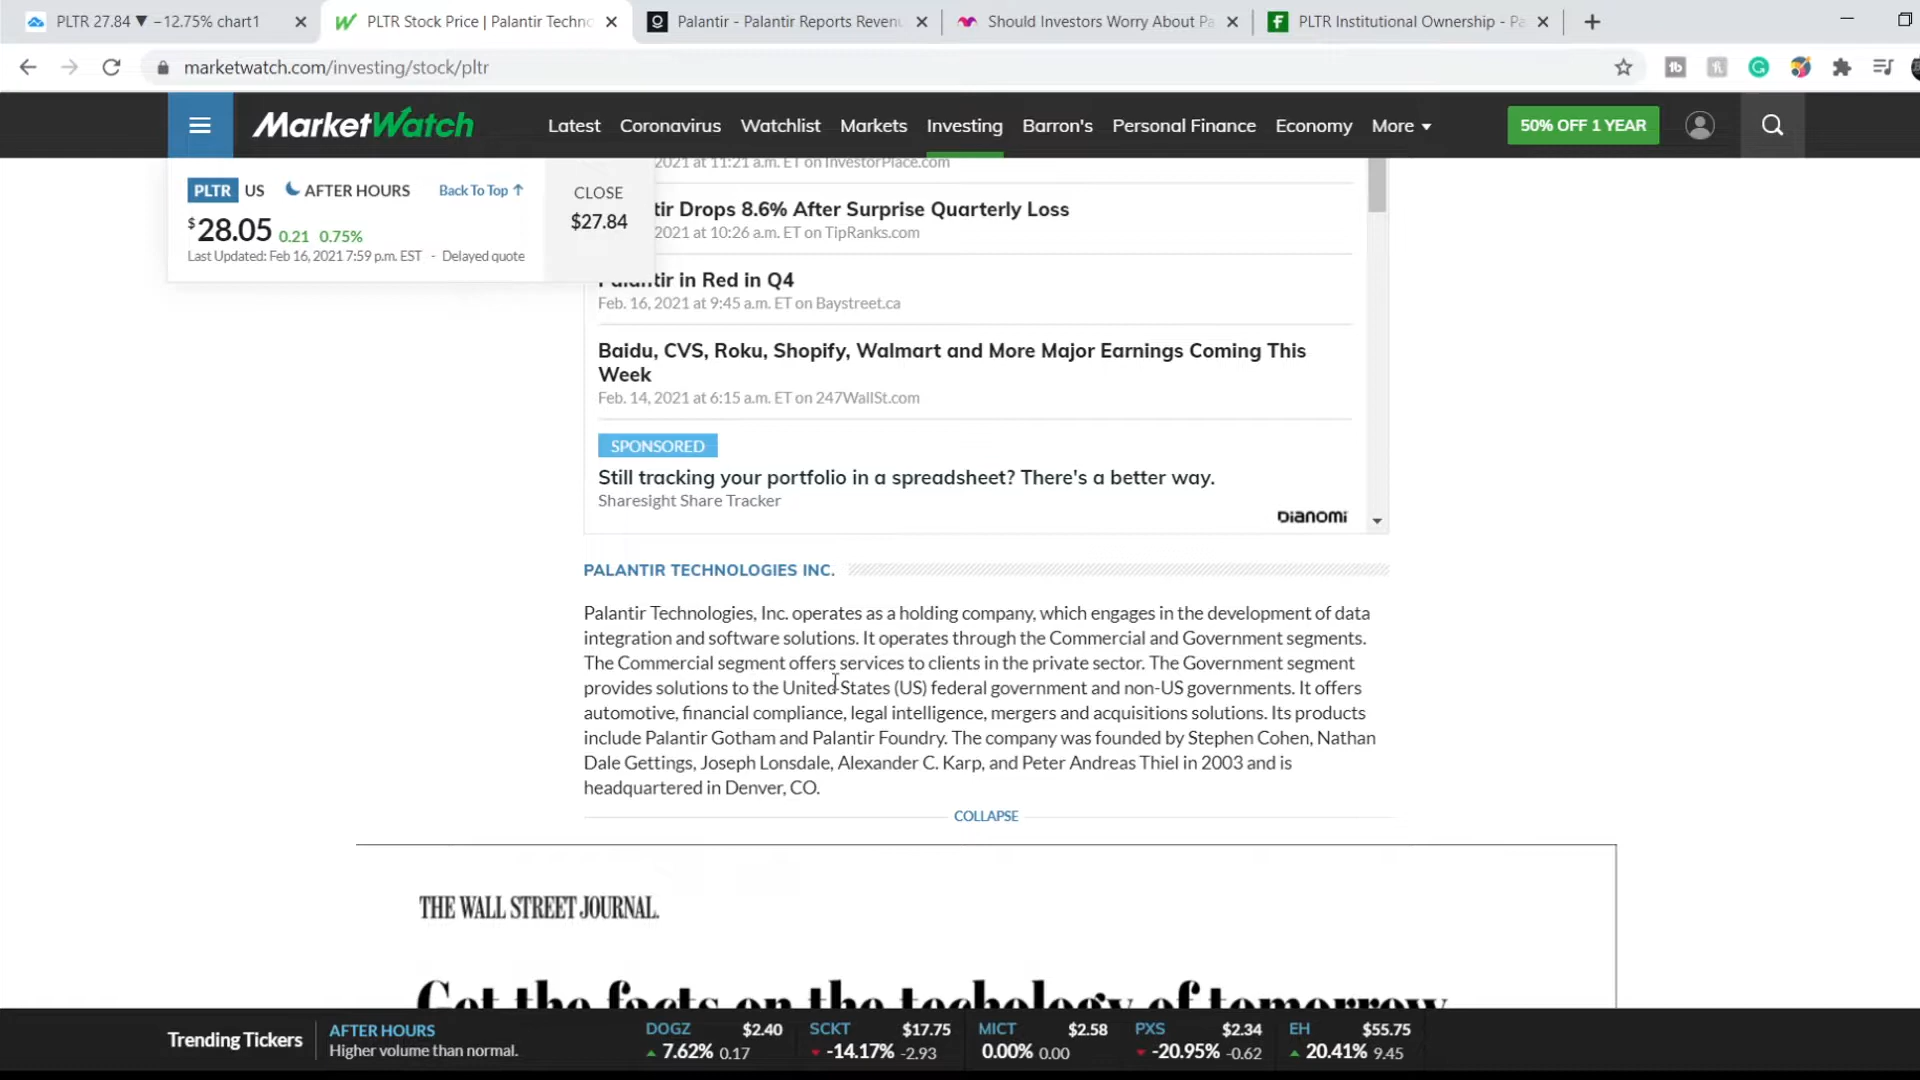 PLTR 27.84 ▼ −12.75% chart1
PLTR Stock Price | Palantir Techno
Palantir - Palantir Reports Revenu
Should Investors Worry About Pa
PLTR Institutional Ownership - Pa
marketwatch.com/investing/stock/pltr
MarketWatch
Latest
Coronavirus
Watchlist
Markets
Investing
Barron's
Personal Finance
Economy
More
50% OFF 1 YEAR
PLTR US AFTER HOURS Back To Top ↑
$28.05 0.21 0.75%
Last Updated: Feb 16, 2021 7:59 p.m. EST - Delayed quote
CLOSE
$27.84
2021 at 11:21 a.m. ET on InvestorPlace.com
tir Drops 8.6% After Surprise Quarterly Loss
2021 at 10:26 a.m. ET on TipRanks.com
Palantir in Red in Q4
Feb. 16, 2021 at 9:45 a.m. ET on Baystreet.ca
Baidu, CVS, Roku, Shopify, Walmart and More Major Earnings Coming This
Week
Feb. 14, 2021 at 6:15 a.m. ET on 247WallSt.com
SPONSORED
Still tracking your portfolio in a spreadsheet? There's a better way.
Sharesight Share Tracker
DIANOMI
PALANTIR TECHNOLOGIES INC.
Palantir Technologies, Inc. operates as a holding company, which engages in the development of data
integration and software solutions. It operates through the Commercial and Government segments.
The Commercial segment offers services to clients in the private sector. The Government segment
provides solutions to the United States (US) federal government and non-US governments. It offers
automotive, financial compliance, legal intelligence, mergers and acquisitions solutions. Its products
include Palantir Gotham and Palantir Foundry. The company was founded by Stephen Cohen, Nathan
Dale Gettings, Joseph Lonsdale, Alexander C. Karp, and Peter Andreas Thiel in 2003 and is
headquartered in Denver, CO.
COLLAPSE
THE WALL STREET JOURNAL.
Get the facts on the techology of tomorrow
Trending Tickers
AFTER HOURS
Higher volume than normal.
DOGZ $2.40
7.62% 0.17
SCKT $17.75
-14.17% -2.93
MICT $2.58
0.00% 0.00
PXS $2.34
-20.95% -0.62
EH $55.75
20.41% 9.45